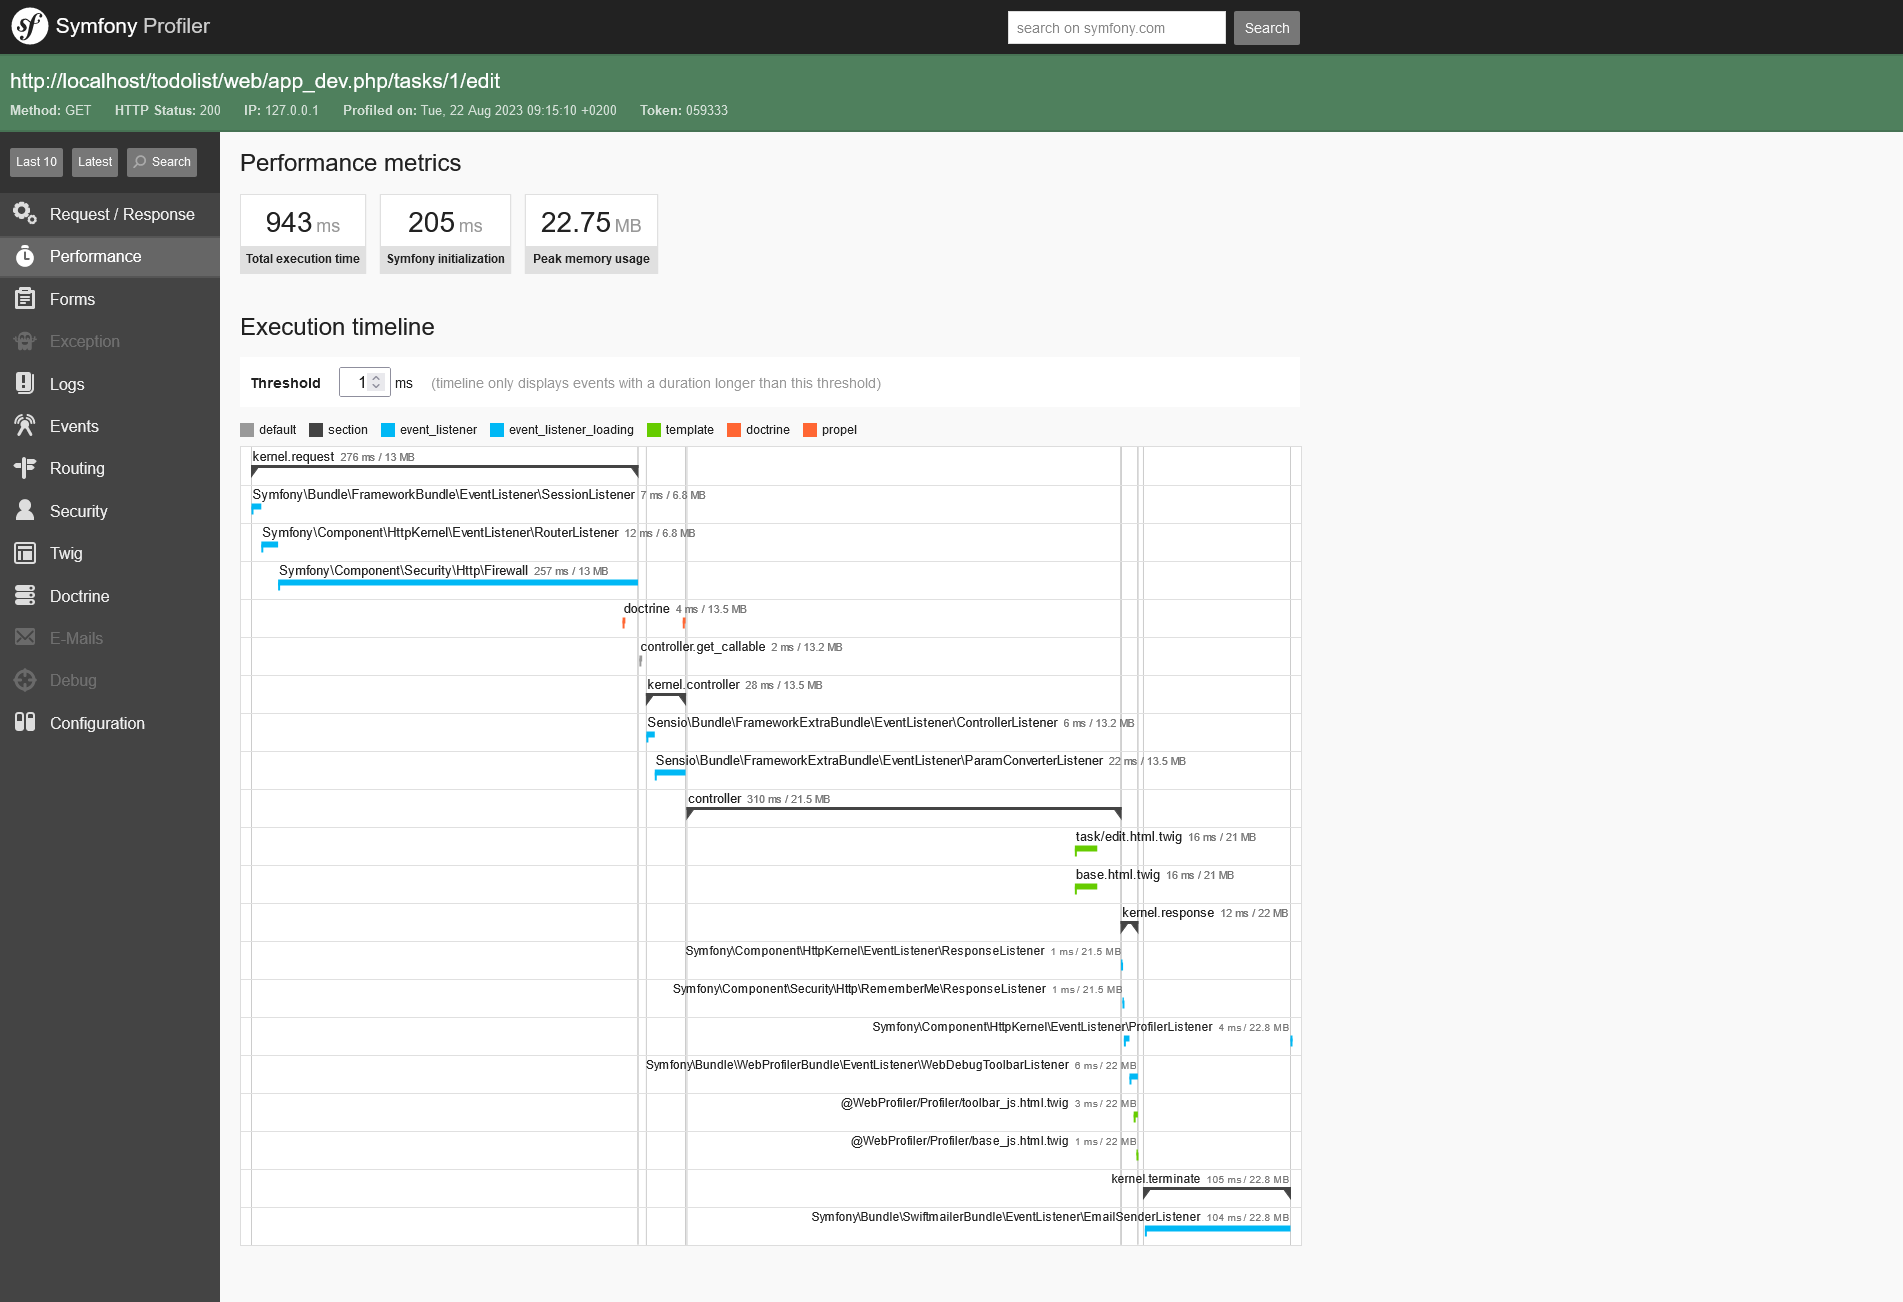 Symfony Profiler
search on symfony.com
Search
http://localhost/todolist/web/app_dev.php/tasks/1/edit
Method: GET HTTP Status: 200 IP: 127.0.0.1 Profiled on: Tue, 22 Aug 2023 09:15:10 +0200 Token: 059333
Last 10
Latest
Search
Request / Response
Performance
Forms
Exception
Logs
Events
Routing
Security
Twig
Doctrine
E-Mails
Debug
Configuration
Performance metrics
943 ms
Total execution time
205 ms
Symfony initialization
22.75 MB
Peak memory usage
Execution timeline
Threshold 1 ms (timeline only displays events with a duration longer than this threshold)
default section event_listener event_listener_loading template doctrine propel
kernel.request 276 ms / 13 MB
Symfony\Bundle\FrameworkBundle\EventListener\SessionListener 7 ms / 6.8 MB
Symfony\Component\HttpKernel\EventListener\RouterListener 12 ms / 6.8 MB
Symfony\Component\Security\Http\Firewall 257 ms / 13 MB
doctrine 4 ms / 13.5 MB
controller.get_callable 2 ms / 13.2 MB
kernel.controller 28 ms / 13.5 MB
Sensio\Bundle\FrameworkExtraBundle\EventListener\ControllerListener 6 ms / 13.2 MB
Sensio\Bundle\FrameworkExtraBundle\EventListener\ParamConverterListener 22 ms / 13.5 MB
controller 310 ms / 21.5 MB
task/edit.html.twig 16 ms / 21 MB
base.html.twig 16 ms / 21 MB
kernel.response 12 ms / 22 MB
Symfony\Component\HttpKernel\EventListener\ResponseListener 1 ms / 21.5 MB
Symfony\Component\Security\Http\RememberMe\ResponseListener 1 ms / 21.5 MB
Symfony\Component\HttpKernel\EventListener\ProfilerListener 4 ms / 22.8 MB
Symfony\Bundle\WebProfilerBundle\EventListener\WebDebugToolbarListener 6 ms / 22 MB
@WebProfiler/Profiler/toolbar_js.html.twig 3 ms / 22 MB
@WebProfiler/Profiler/base_js.html.twig 1 ms / 22 MB
kernel.terminate 105 ms / 22.8 MB
Symfony\Bundle\SwiftmailerBundle\EventListener\EmailSenderListener 104 ms / 22.8 MB